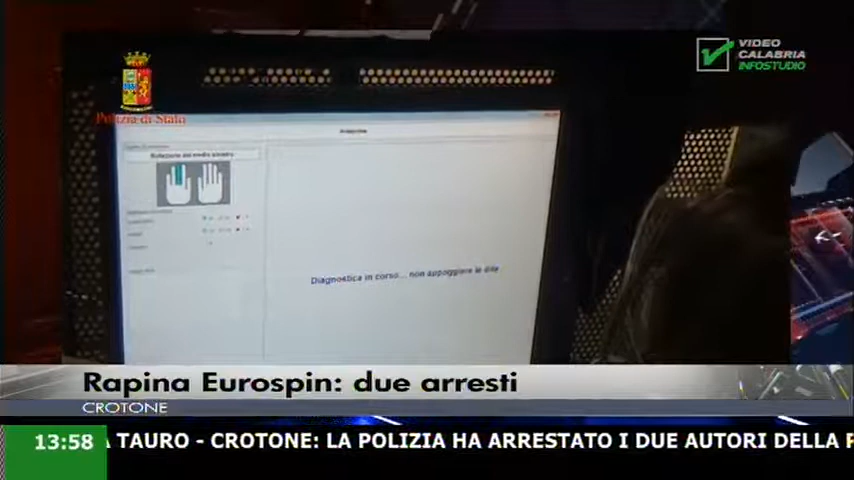 VIDEO
CALABRIA
INFOSTUDIO
Polizia di Stato
Diagnostica in corso... non appoggiare le dita
Rapina Eurospin: due arresti
CROTONE
13:58
A TAURO - CROTONE: LA POLIZIA HA ARRESTATO I DUE AUTORI DELLA